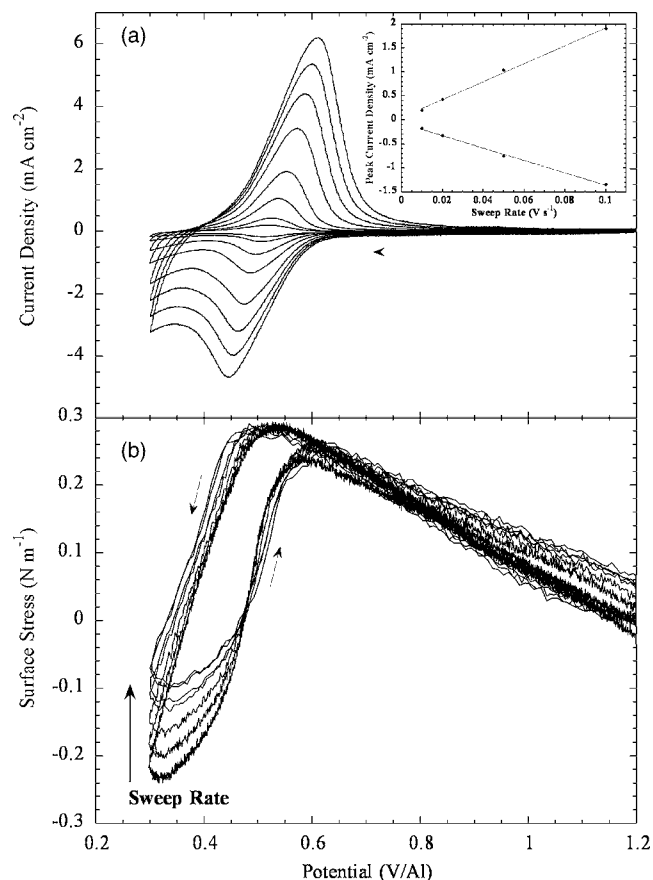 (a)
6
4
2
0
-2
-4
Current Density (mA cm-2)
Peak Current Density (mA cm-2)
2
1.5
1
0.5
0
-0.5
-1
-1.5
0 0.02 0.04 0.06 0.08 0.1
Sweep Rate (V s-1)
(b)
0.3
0.2
0.1
0
-0.1
-0.2
-0.3
Surface Stress (N m-1)
Sweep Rate
0.2 0.4 0.6 0.8 1 1.2
Potential (V/Al)